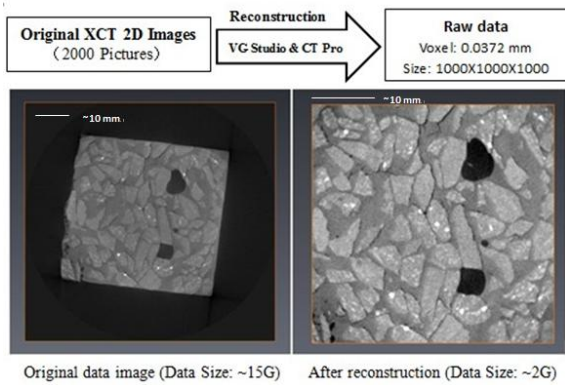 Original XCT 2D Images
（2000 Pictures）
Reconstruction
VG Studio & CT Pro
Raw data
Voxel: 0.0372 mm
Size: 1000X1000X1000
~10 mm
~10 mm
Original data image (Data Size: ~15G)
After reconstruction (Data Size: ~2G)